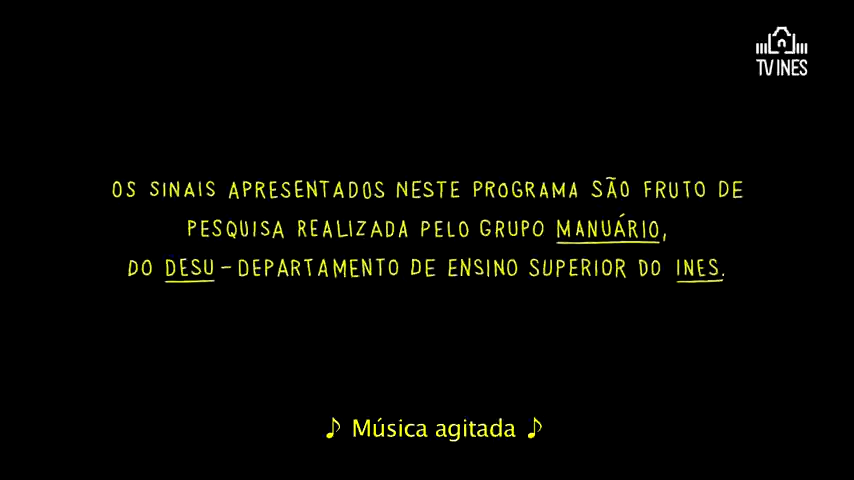 TV INES
OS SINAIS APRESENTADOS NESTE PROGRAMA SÃO FRUTO DE
PESQUISA REALIZADA PELO GRUPO MANUÁRIO,
DO DESU – DEPARTAMENTO DE ENSINO SUPERIOR DO INES.
♪ Música agitada ♪